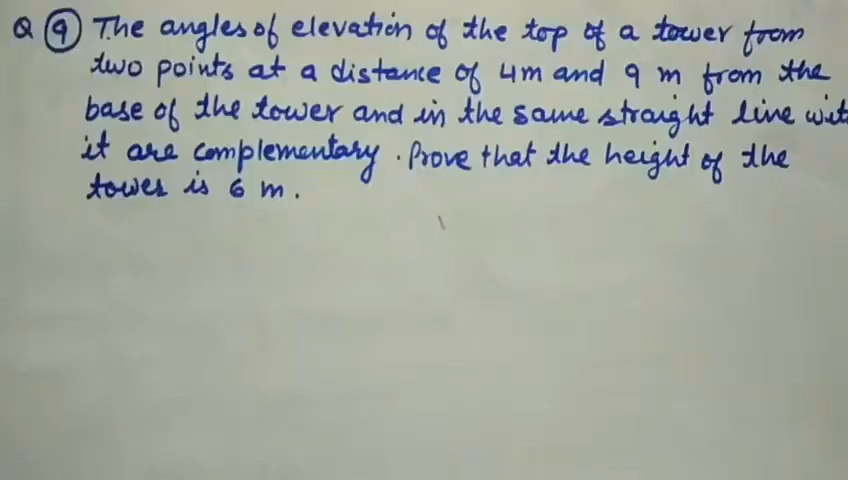 Q 9 The angles of elevation of the top of a tower from
two points at a distance of 4m and 9 m from the
base of the tower and in the same straight line wit
it are complementary. Prove that the height of the
tower is 6 m.